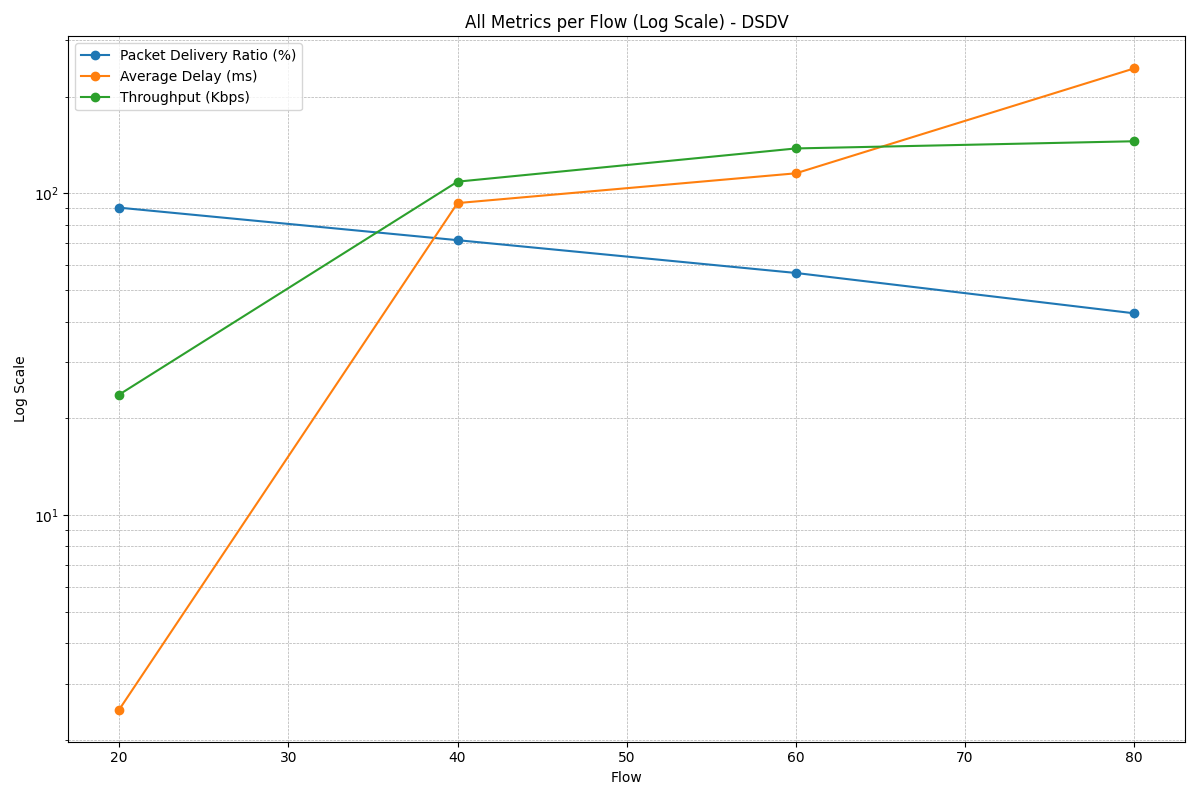 All Metrics per Flow (Log Scale) - DSDV
Packet Delivery Ratio (%)
Average Delay (ms)
Throughput (Kbps)
Log Scale
10²
10¹
20 30 40 50 60 70 80
Flow